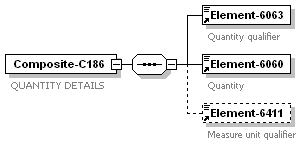 Element-6063
Quantity qualifier
Composite-C186
QUANTITY DETAILS
Element-6060
Quantity
Element-6411
Measure unit qualifier